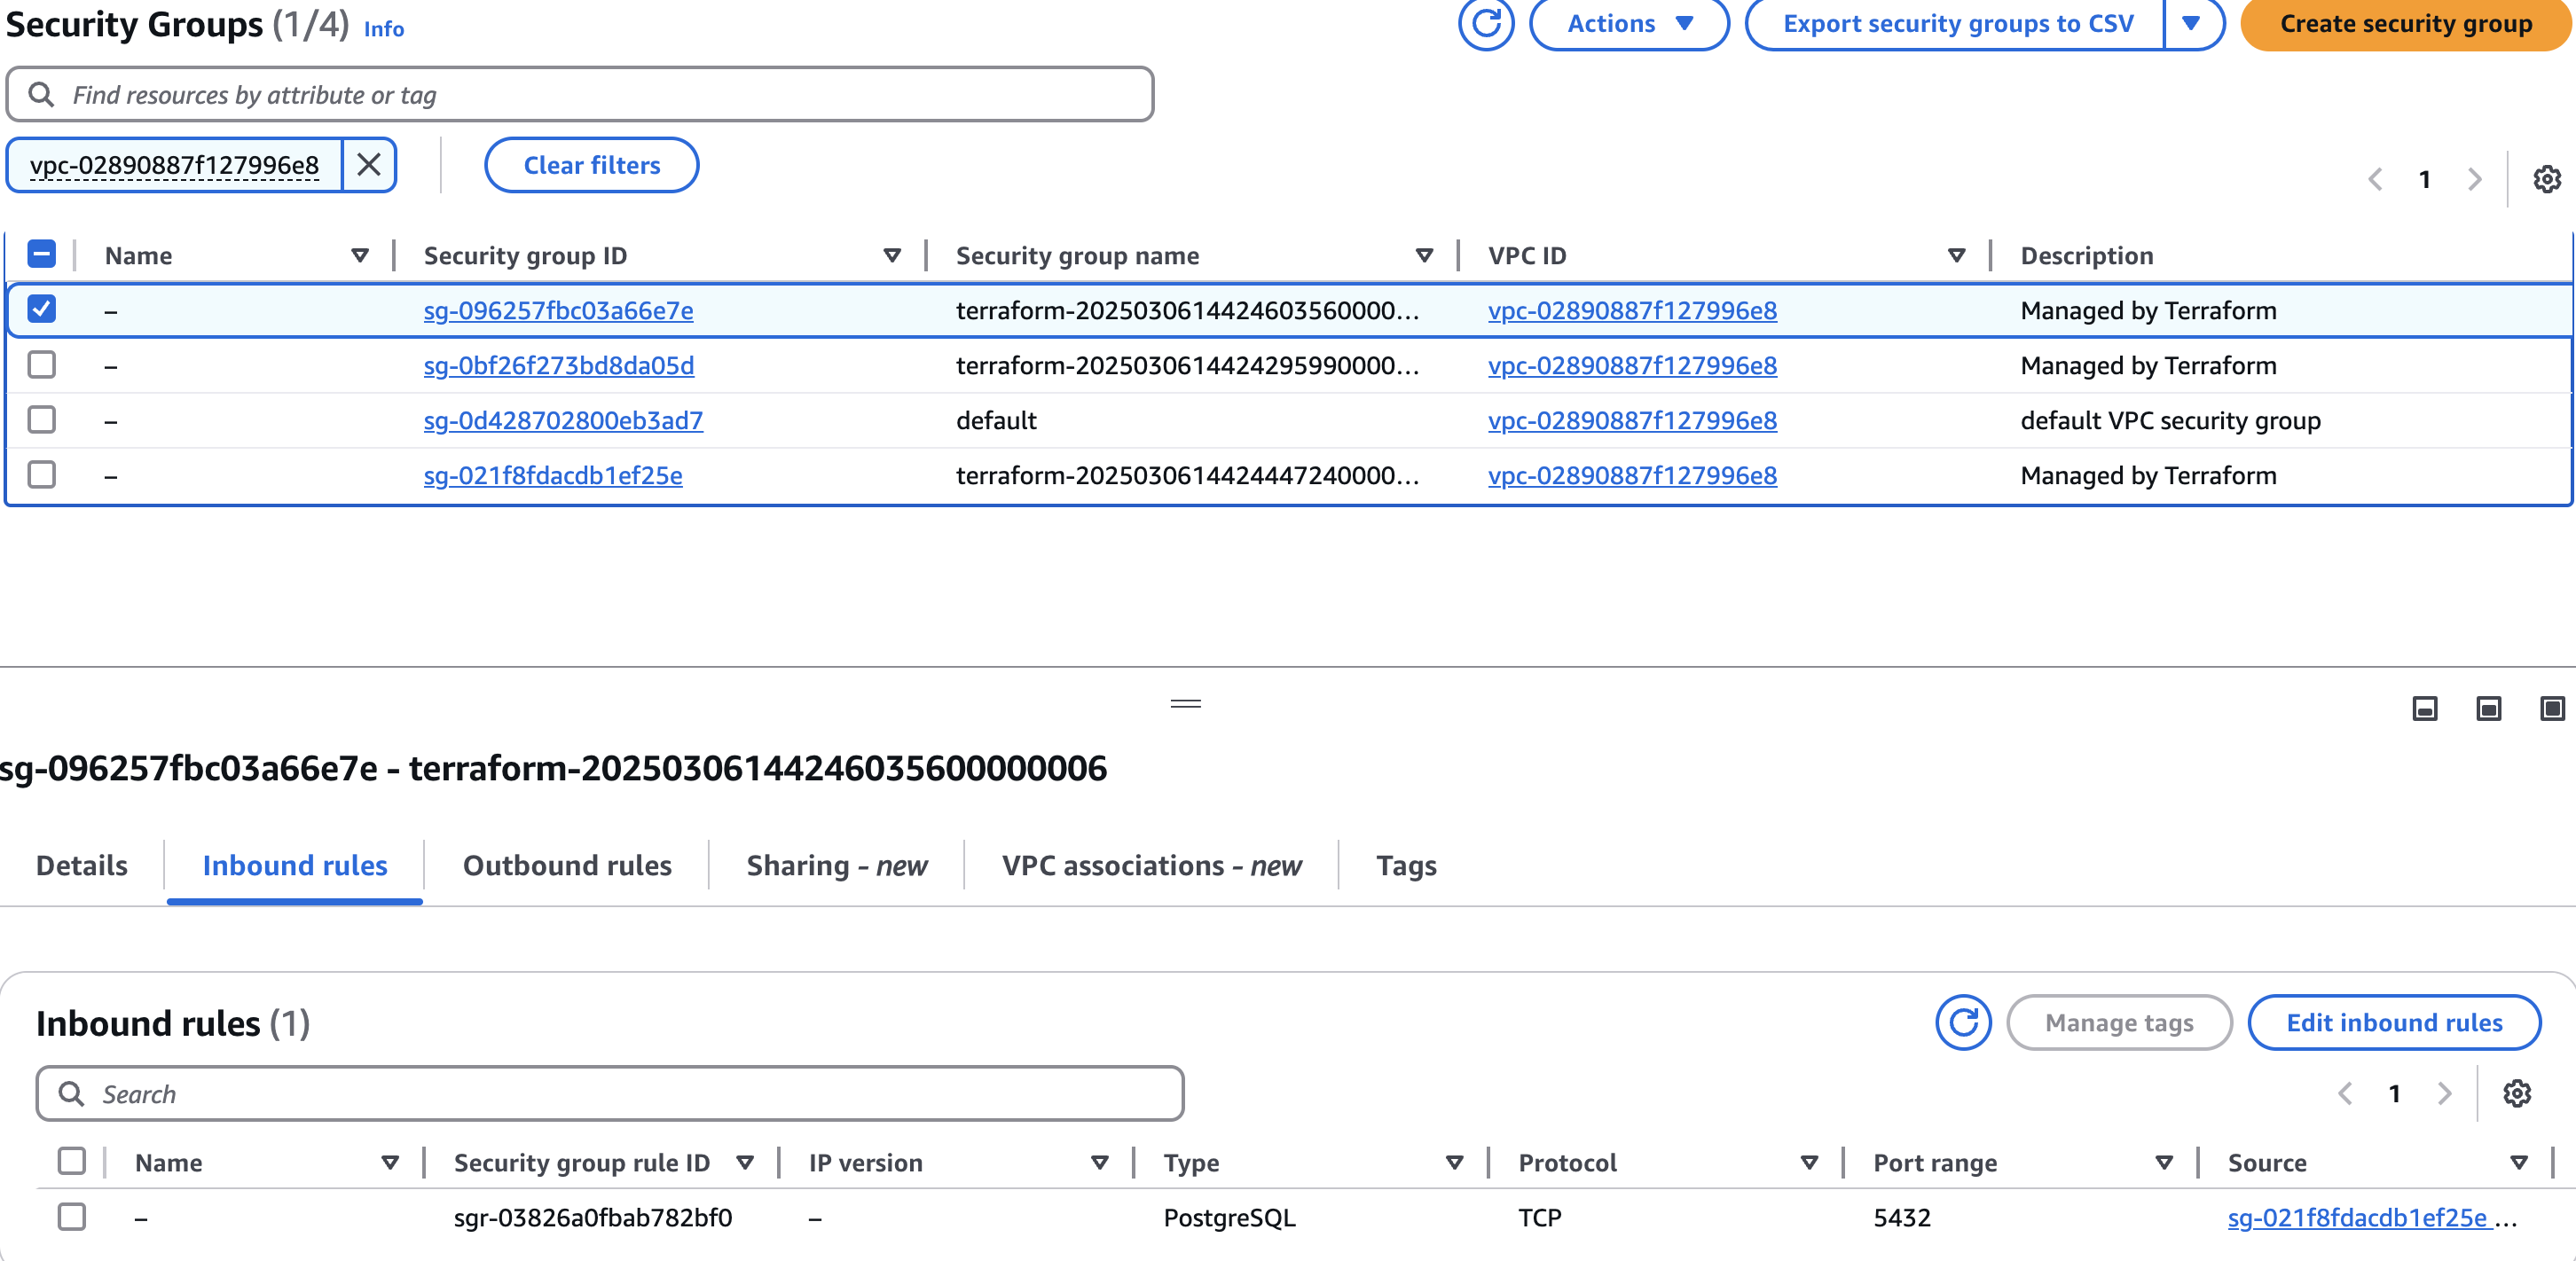 Security Groups (1/4) Info Actions Export security groups to CSV Create security group
Find resources by attribute or tag
vpc-02890887f127996e8 Clear filters 1
Name Security group ID Security group name VPC ID Description
– sg-096257fbc03a66e7e terraform-2025030614424603560000... vpc-02890887f127996e8 Managed by Terraform
– sg-0bf26f273bd8da05d terraform-2025030614424295990000... vpc-02890887f127996e8 Managed by Terraform
– sg-0d428702800eb3ad7 default vpc-02890887f127996e8 default VPC security group
– sg-021f8fdacdb1ef25e terraform-2025030614424447240000... vpc-02890887f127996e8 Managed by Terraform
sg-096257fbc03a66e7e - terraform-20250306144246035600000006
Details Inbound rules Outbound rules Sharing - new VPC associations - new Tags
Inbound rules (1) Manage tags Edit inbound rules
Search 1
Name Security group rule ID IP version Type Protocol Port range Source
– sgr-03826a0fbab782bf0 – PostgreSQL TCP 5432 sg-021f8fdacdb1ef25e ...